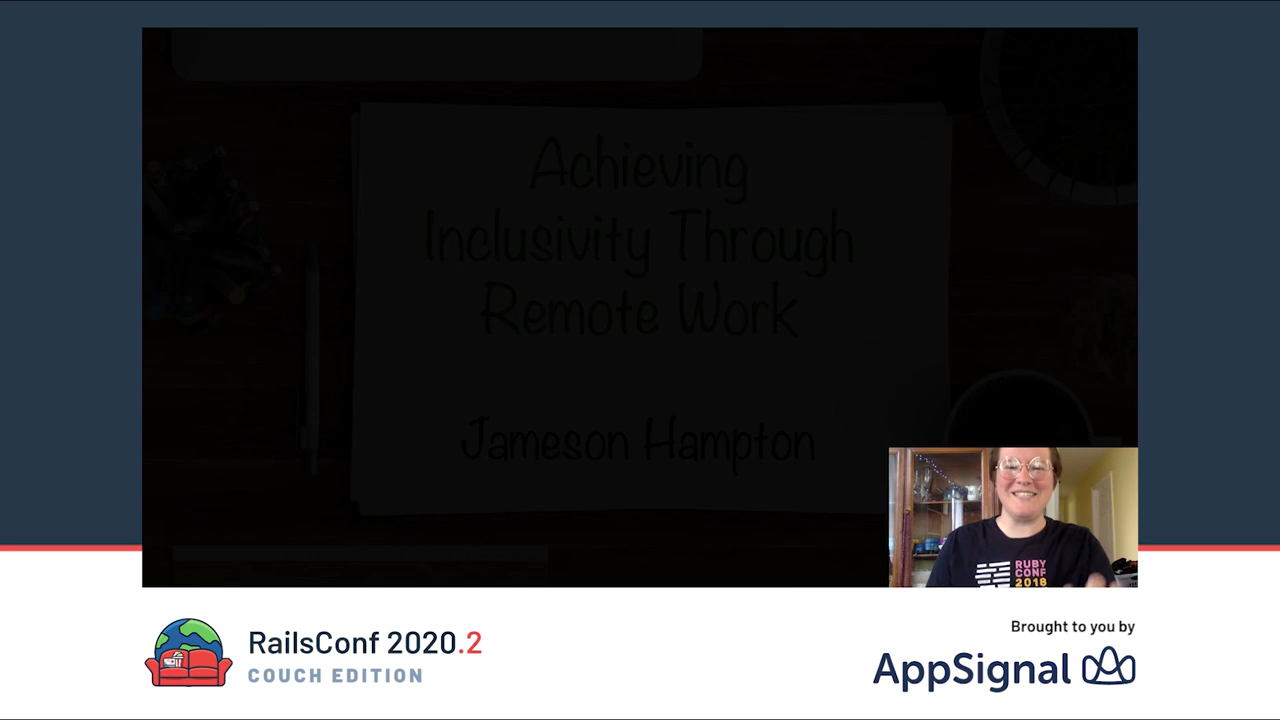 Achieving
Inclusivity Through
Remote Work
Jameson Hampton
RUBY
CONF
2018
RailsConf 2020.2
COUCH EDITION
Brought to you by
AppSignal